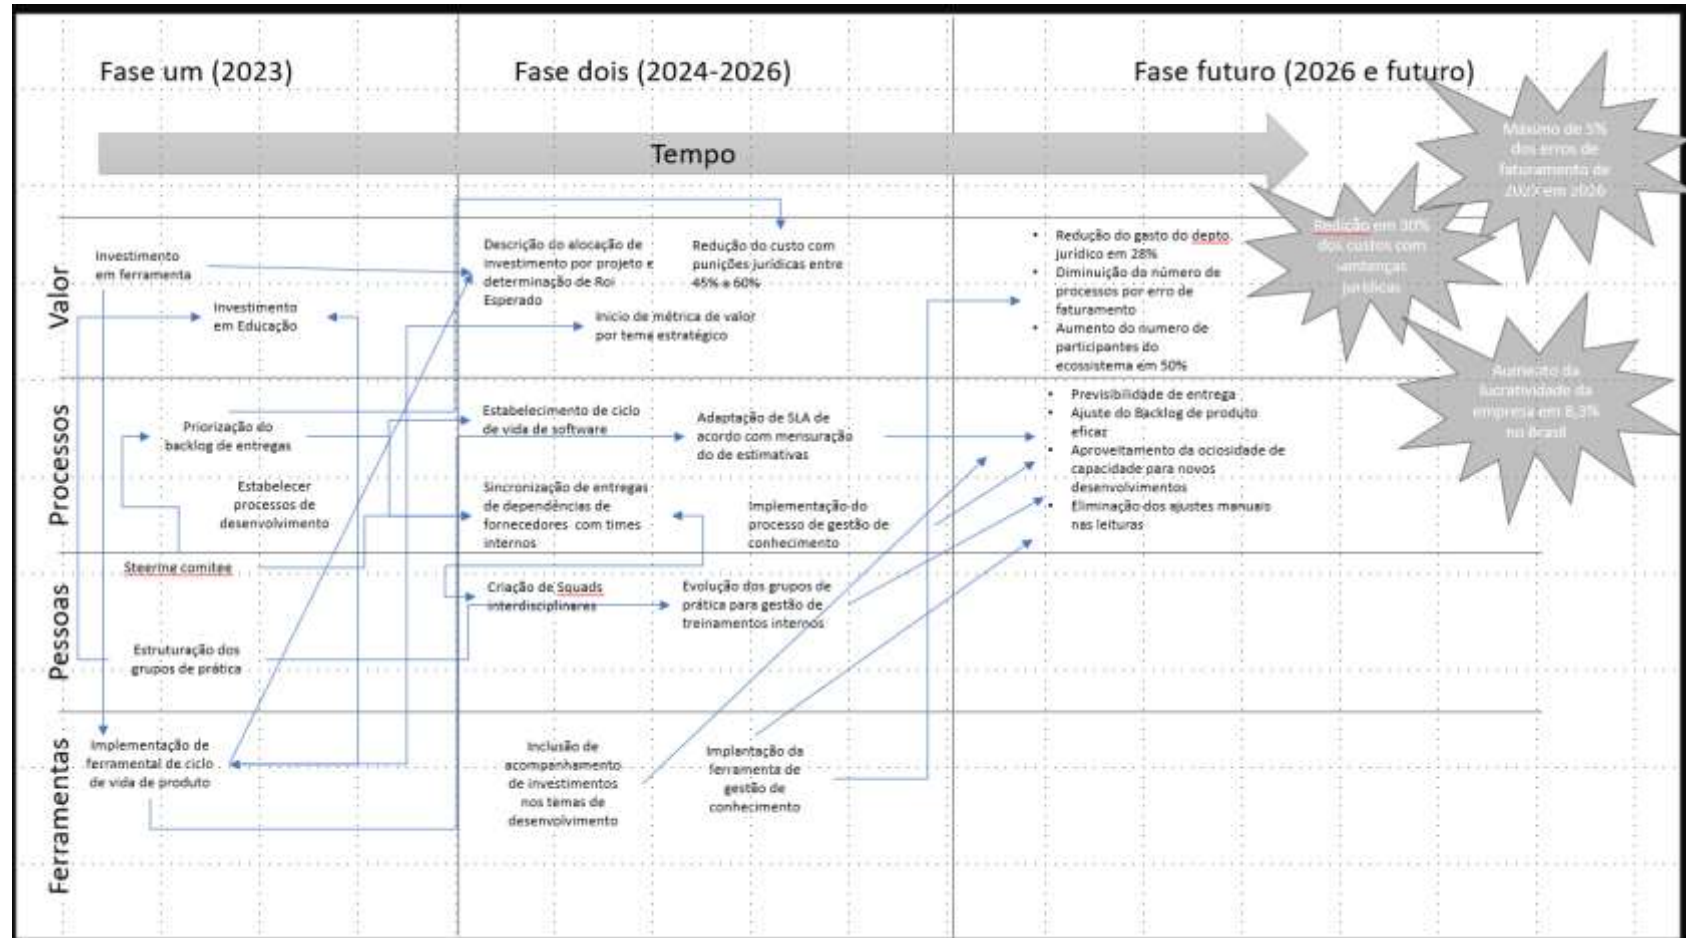 Fase um (2023)
Fase dois (2024-2026)
Fase futuro (2026 e futuro)
Tempo
Máximo de 5%
dos erros de
faturamento de
em 2026
Redição em 30%
dos custos com
sentenças
jurídicas
Aumento da
lucratividade da
empresa em 8,3%
no Brasil
Valor
Investimento
em ferramenta
Investimento
em Educação
Descrição do alocação de
investimento por projeto e
determinação de Roi
Esperado
Redução do custo com
punições jurídicas entre
45% a 60%
Inicio de métrica de valor
por tema estratégico
• Redução do gasto do depto.
jurídico em 28%
• Diminuição do número de
processos por erro de
faturamento
• Aumento do numero de
participantes do
ecossistema em 50%
Processos
Priorização do
backlog de entregas
Estabelecer
processos de
desenvolvimento
Estabelecimento de ciclo
de vida de software
Adaptação de SLA de
acordo com mensuração
do de estimativas
Sincronização de entregas
de dependências de
fornecedores com times
internos
Implementação do
processo de gestão de
conhecimento
• Previsibilidade de entrega
• Ajuste do Backlog de produto
eficaz
• Aproveitamento da ociosidade de
capacidade para novos
desenvolvimentos
• Eliminação dos ajustes manuais
nas leituras
Pessoas
Steering comitee
Estruturação dos
grupos de prática
Criação de Squads
interdisciplinares
Evolução dos grupos de
prática para gestão de
treinamentos internos
Ferramentas
Implementação de
ferramental de ciclo
de vida de produto
Inclusão de
acompanhamento
de investimentos
nos temas de
desenvolvimento
Implantação da
ferramenta de
gestão de
conhecimento